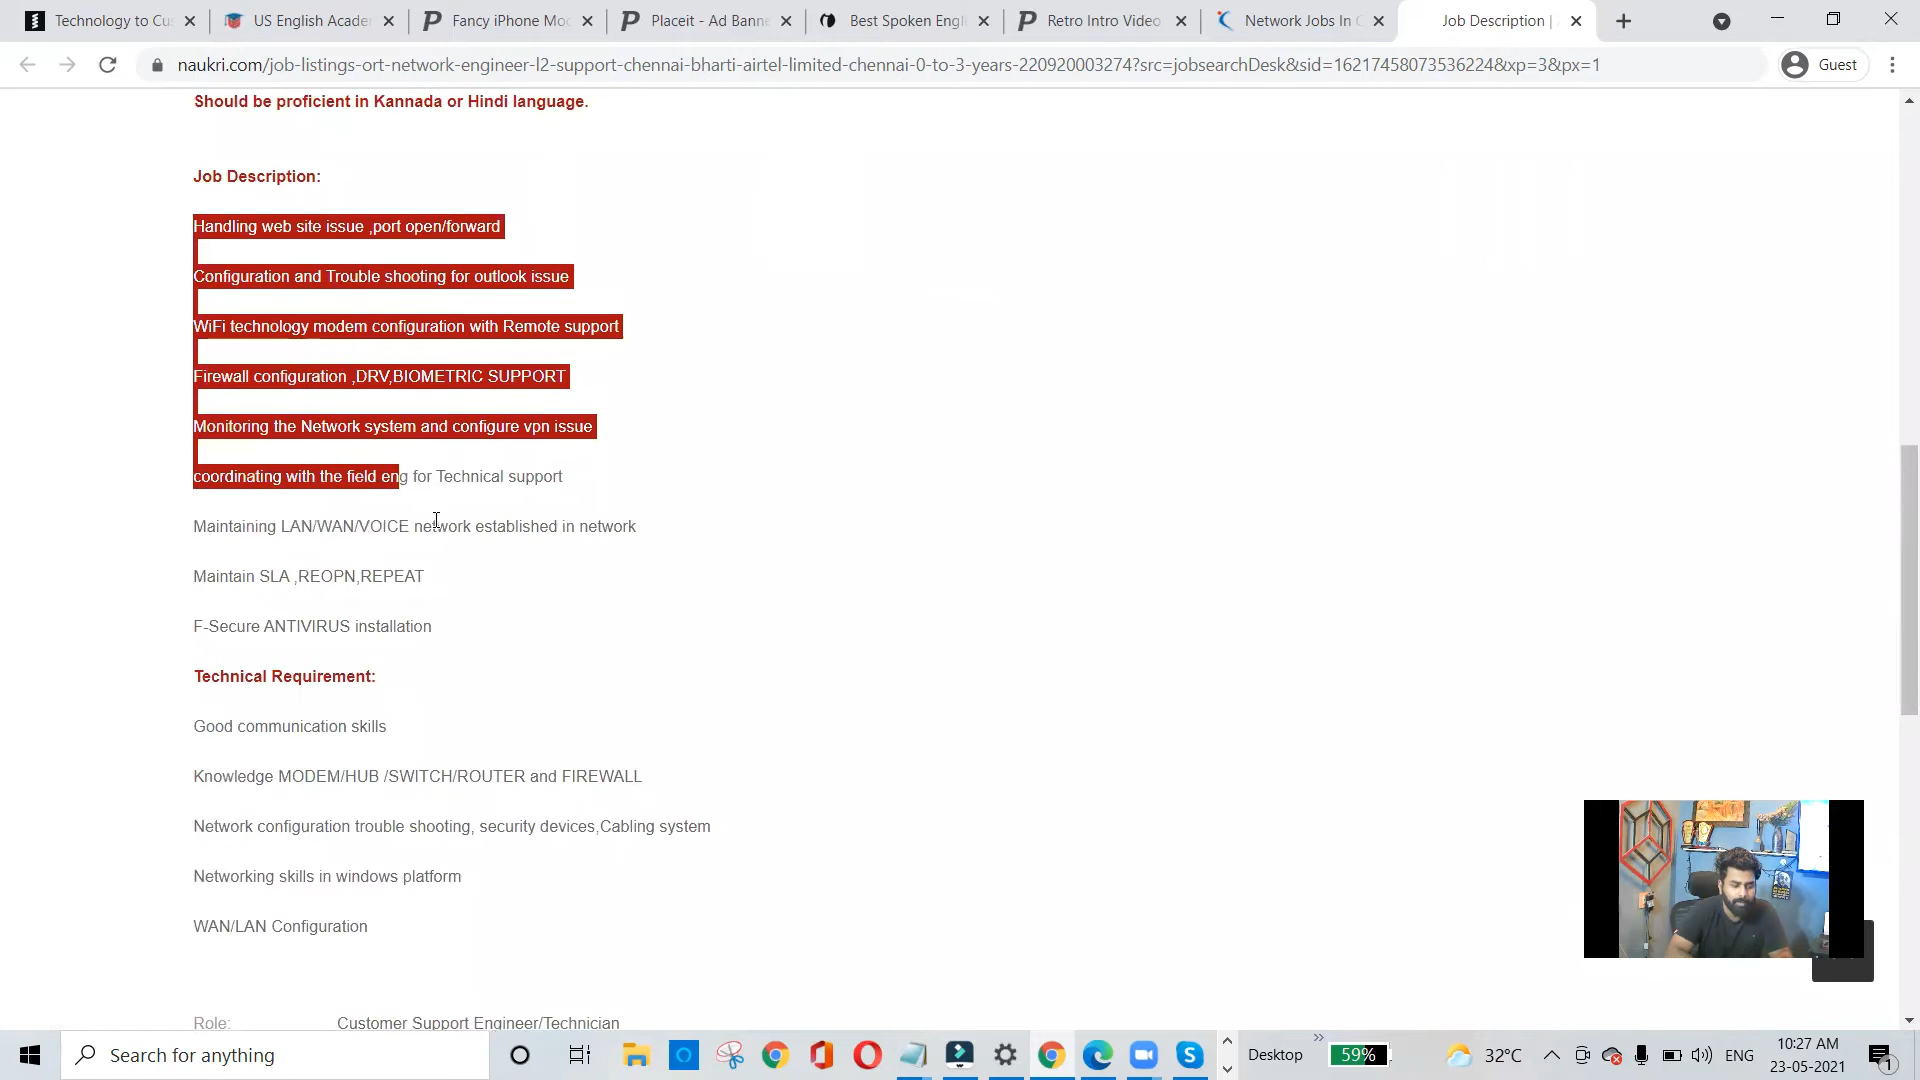 Technology to Cus
US English Acade
Fancy iPhone Moc
Placeit - Ad Banne
Best Spoken Engl
Retro Intro Video
Network Jobs In C
Job Description |
naukri.com/job-listings-ort-network-engineer-l2-support-chennai-bharti-airtel-limited-chennai-0-to-3-years-220920003274?src=jobsearchDesk&sid=16217458073536224&xp=3&px=1
Guest
Should be proficient in Kannada or Hindi language.
Job Description:
Handling web site issue ,port open/forward
Configuration and Trouble shooting for outlook issue
WiFi technology modem configuration with Remote support
Firewall configuration ,DRV,BIOMETRIC SUPPORT
Monitoring the Network system and configure vpn issue
coordinating with the field eng for Technical support
Maintaining LAN/WAN/VOICE network established in network
Maintain SLA ,REOPN,REPEAT
F-Secure ANTIVIRUS installation
Technical Requirement:
Good communication skills
Knowledge MODEM/HUB /SWITCH/ROUTER and FIREWALL
Network configuration trouble shooting, security devices,Cabling system
Networking skills in windows platform
WAN/LAN Configuration
Role: Customer Support Engineer/Technician
Search for anything
Desktop
59%
32°C
ENG
10:27 AM
23-05-2021
1